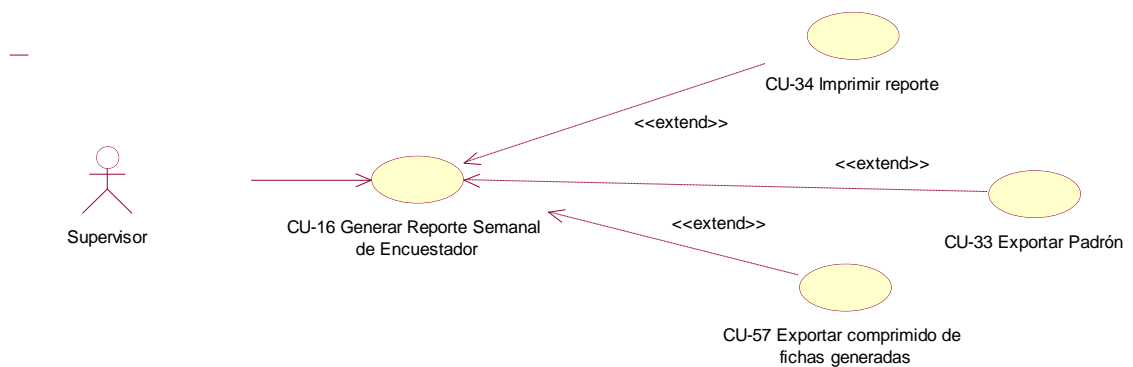 CU-34 Imprimir reporte
<<extend>>
<<extend>>
CU-16 Generar Reporte Semanal
de Encuestador
Supervisor
<<extend>>
CU-33 Exportar Padrón
CU-57 Exportar comprimido de
fichas generadas